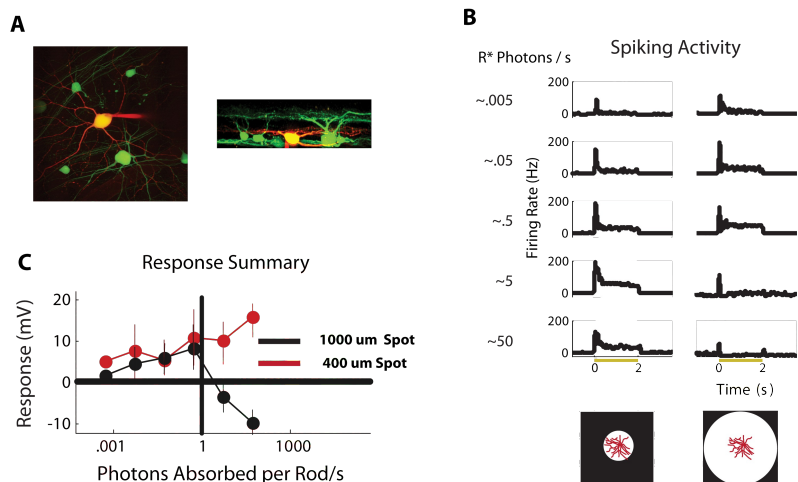 A
B
R* Photons / s
Spiking Activity
~.005
~.05
~.5
~5
~50
Firing Rate (Hz)
200
0
200
0
200
0
200
0
200
0
0
2
0
2
Time (s)
C
Response Summary
Response (mV)
20
10
0
-10
1000 um Spot
400 um Spot
.001
1
1000
Photons Absorbed per Rod/s